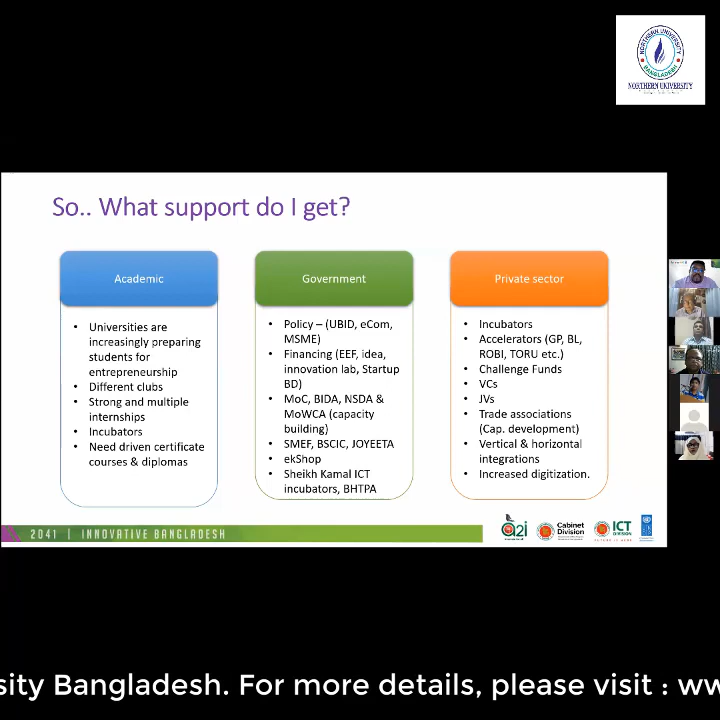 NORTHERN UNIVERSITY
BANGLADESH
NORTHERN UNIVERSITY
So.. What support do I get?
Academic
• Universities are
increasingly preparing
students for
entrepreneurship
• Different clubs
• Strong and multiple
internships
• Incubators
• Need driven certificate
courses & diplomas
Government
• Policy – (UBID, eCom,
MSME)
• Financing (EEF, idea,
innovation lab, Startup
BD)
• MoC, BIDA, NSDA &
MoWCA (capacity
building)
• SMEF, BSCIC, JOYEETA
• ekShop
• Sheikh Kamal ICT
incubators, BHTPA
Private sector
• Incubators
• Accelerators (GP, BL,
ROBI, TORU etc.)
• Challenge Funds
• VCs
• JVs
• Trade associations
(Cap. development)
• Vertical & horizontal
integrations
• Increased digitization.
2041 | INNOVATIVE BANGLADESH
a2i
Cabinet
Division
ICT
DIVISION
sity Bangladesh. For more details, please visit : ww